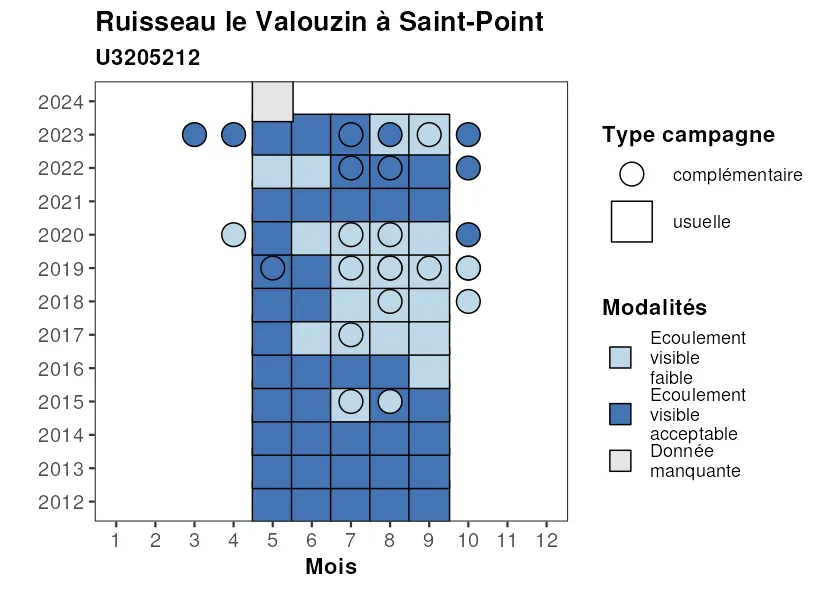 Ruisseau le Valouzin à Saint-Point
U3205212
2024
2023
2022
2021
2020
2019
2018
2017
2016
2015
2014
2013
2012
1 2 3 4 5 6 7 8 9 10 11 12
Mois
Type campagne
complémentaire
usuelle
Modalités
Ecoulement
visible
faible
Ecoulement
visible
acceptable
Donnée
manquante